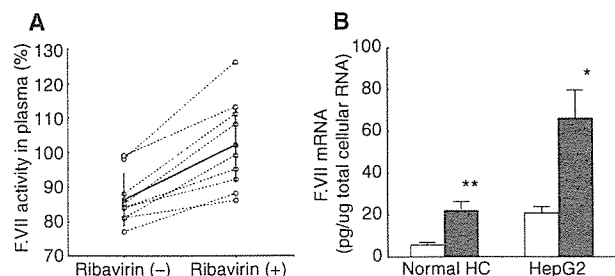 A
F.VII activity in plasma (%)
130
120
110
100
90
80
70
Ribavirin (−)
Ribavirin (+)
B
F.VII mRNA
(pg/ug total cellular RNA)
100
80
60
40
20
0
**
*
Normal HC
HepG2